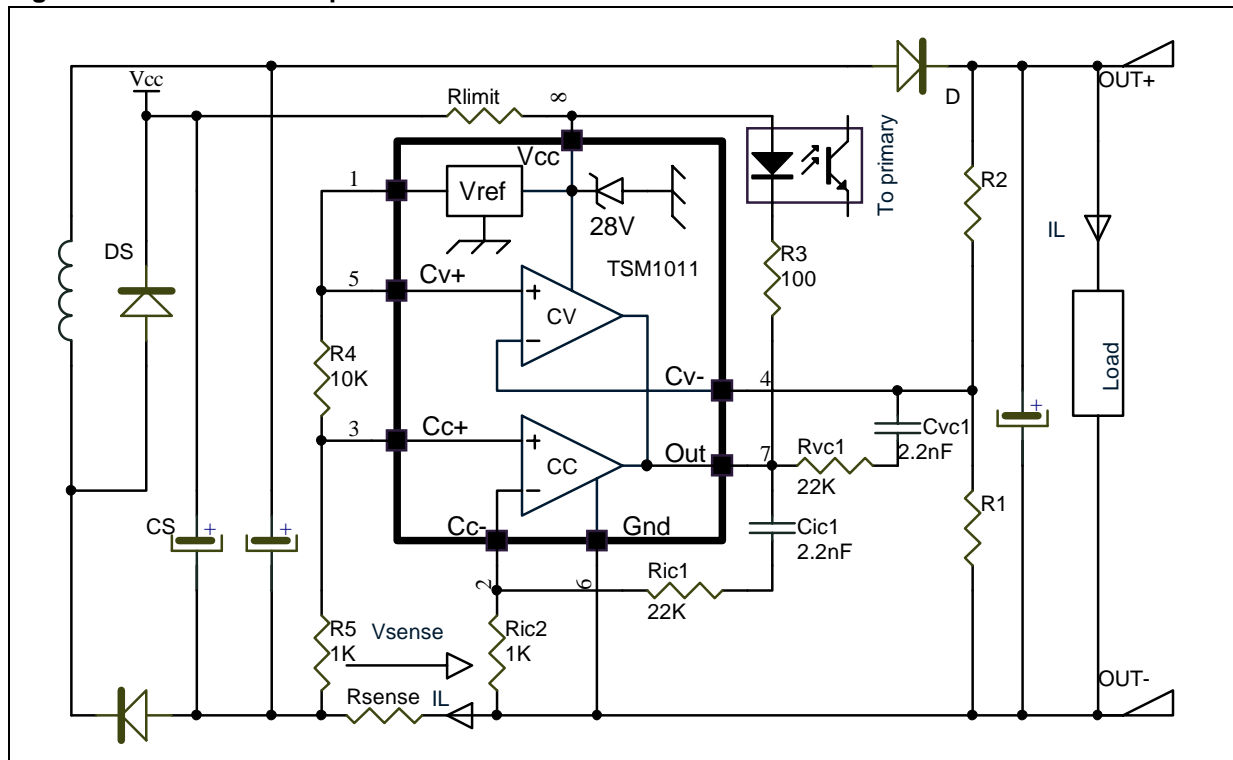 OUT+
Vcc
D
Rlimit
8
Vcc
To primary
1
Vref
R2
28V
IL
DS
TSM1011
R3
100
5
Cv+
+
CV
-
Load
R4
10K
Cv-
4
+
Cvc1
2.2nF
3
Cc+
+
CC
-
Out
7
Rvc1
22K
R1
CS
+
+
Cc-
Gnd
Cic1
2.2nF
2
6
Ric1
22K
R5
1K
Vsense
Ric2
1K
OUT-
Rsense
IL